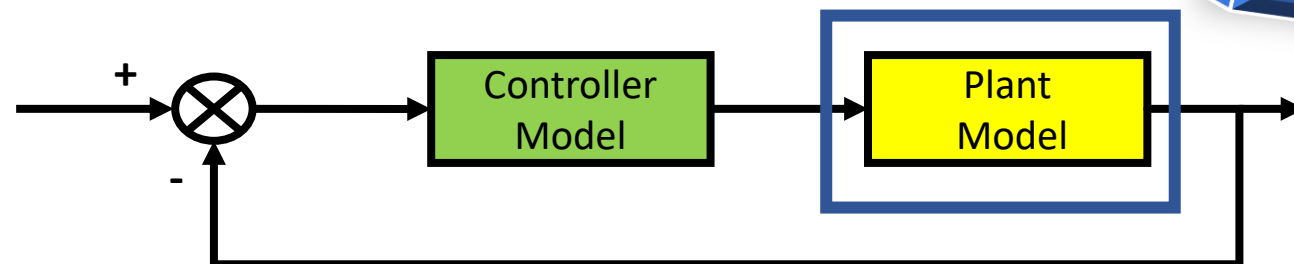 +
Controller
Model
Plant
Model
-